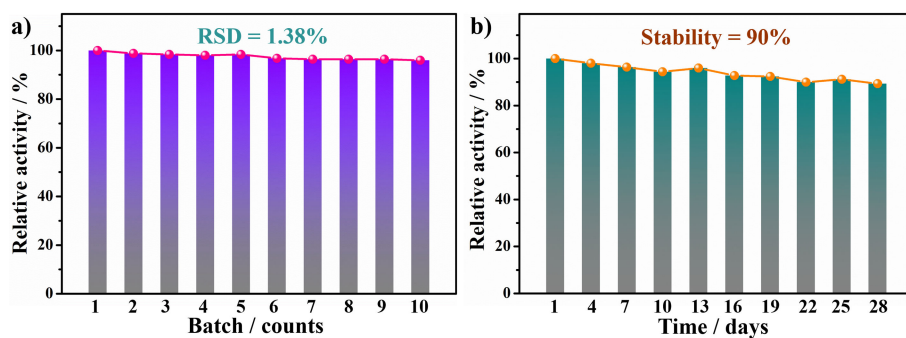 a)
RSD = 1.38%
Relative activity / %
100
80
60
40
20
0
1 2 3 4 5 6 7 8 9 10
Batch / counts
b)
Stability = 90%
Relative activity / %
100
80
60
40
20
0
1 4 7 10 13 16 19 22 25 28
Time / days